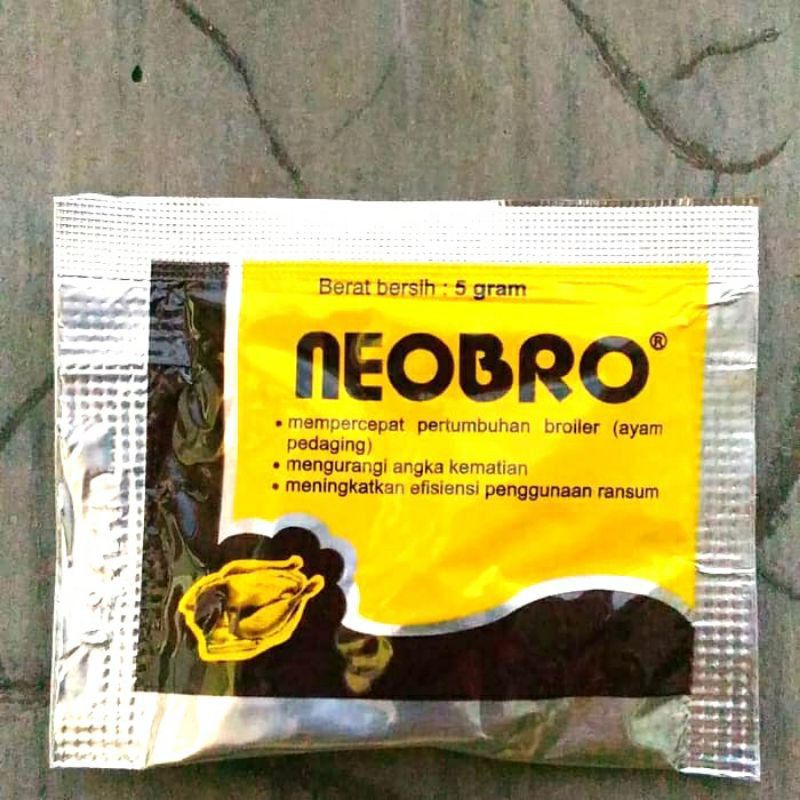 Berat bersih : 5 gram
NEOBRO®
• mempercepat pertumbuhan broiler (ayam
pedaging)
• mengurangi angka kematian
• meningkatkan efisiensi penggunaan ransum